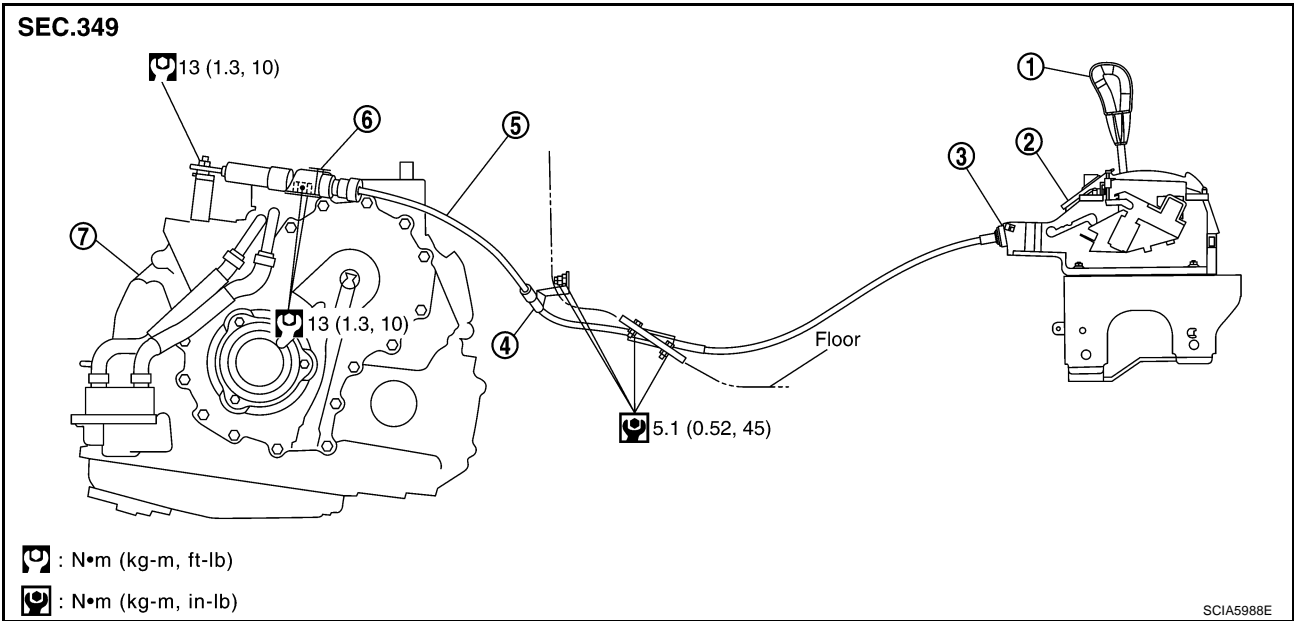 SEC.349
13 (1.3, 10)
1
6
5
2
3
7
13 (1.3, 10)
4
Floor
5.1 (0.52, 45)
: N•m (kg-m, ft-lb)
: N•m (kg-m, in-lb)
SCIA5988E